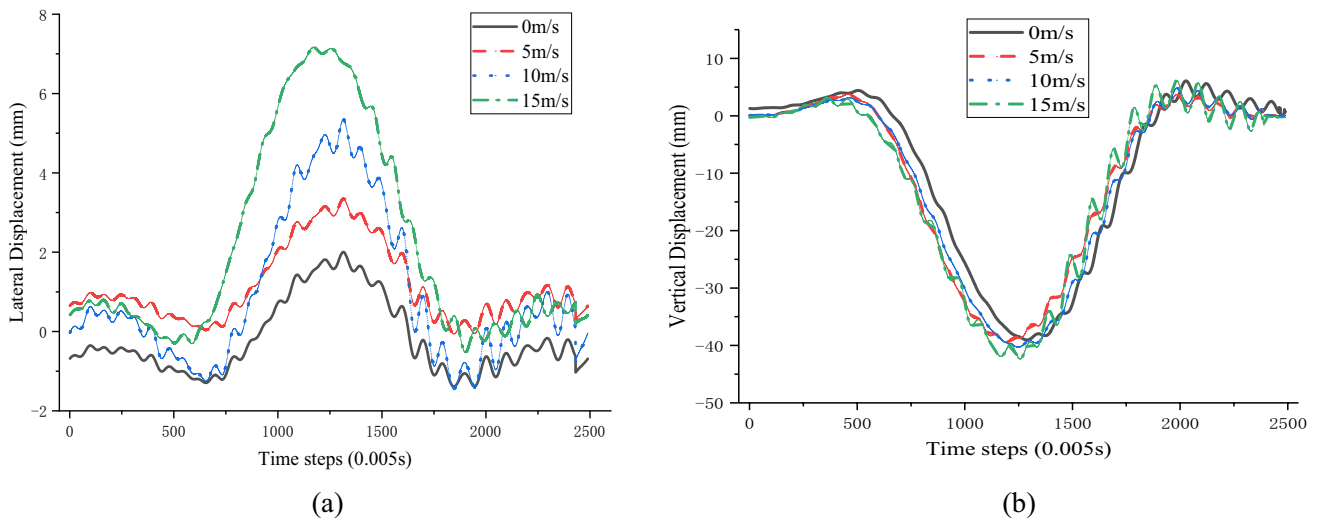 8
6
4
2
0
−2
Lateral Displacement (mm)
0
500
1000
1500
2000
2500
Time steps (0.005s)
0m/s
5m/s
10m/s
15m/s
(a)
10
0
−10
−20
−30
−40
−50
Vertical Displacement (mm)
0
500
1000
1500
2000
2500
Time steps (0.005s)
0m/s
5m/s
10m/s
15m/s
(b)